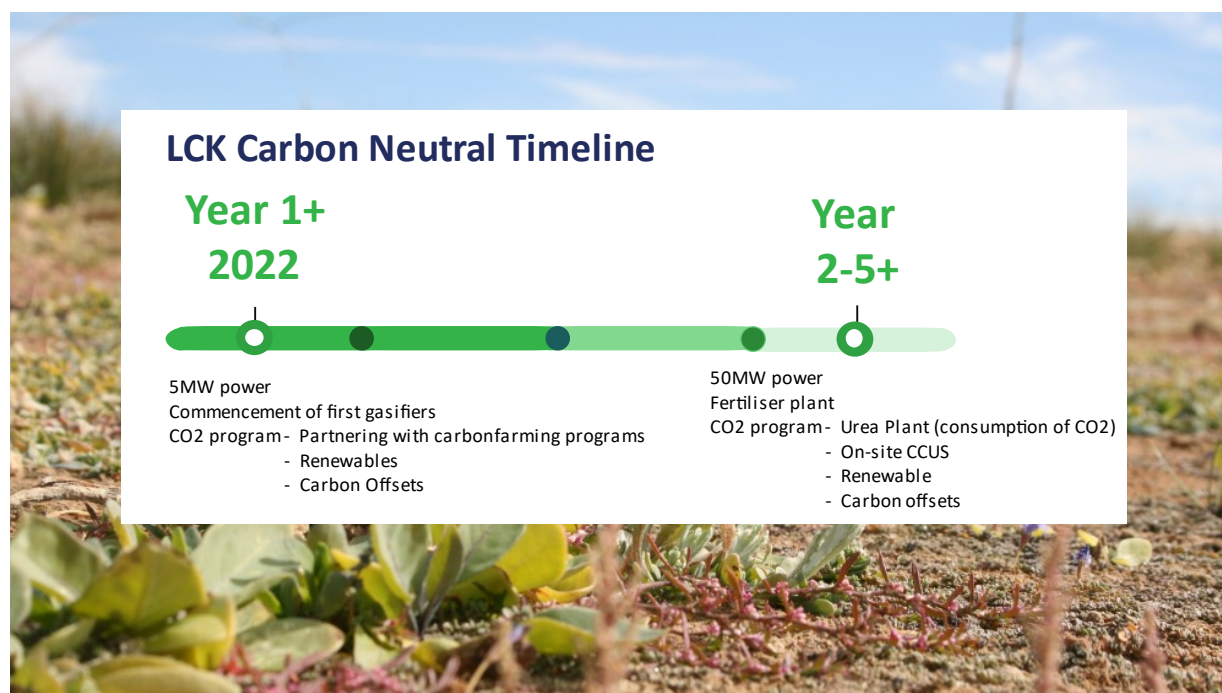 LCK Carbon Neutral Timeline
Year 1+
2022
5MW power
Commencement of first gasifiers
CO2 program - Partnering with carbonfarming programs
- Renewables
- Carbon Offsets
Year
2-5+
50MW power
Fertiliser plant
CO2 program - Urea Plant (consumption of CO2)
- On-site CCUS
- Renewable
- Carbon offsets